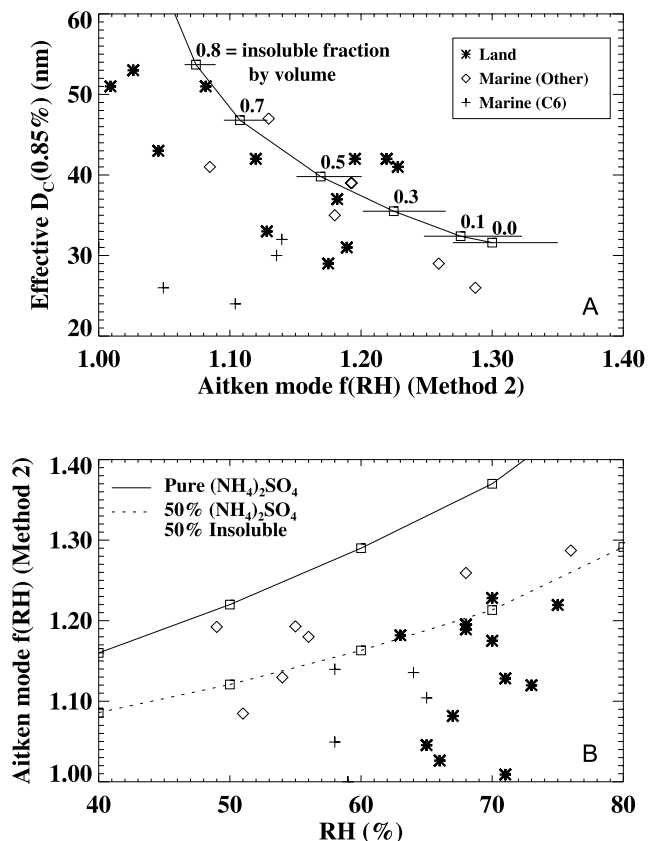 60
50
40
30
20
Effective D_C(0.85%) (nm)
0.8 = insoluble fraction
by volume
0.7
0.5
0.3
0.1
0.0
Land
Marine (Other)
Marine (C6)
A
1.00
1.10
1.20
1.30
1.40
Aitken mode f(RH) (Method 2)
1.40
1.30
1.20
1.10
1.00
Aitken mode f(RH) (Method 2)
Pure (NH4)2SO4
50% (NH4)2SO4
50% Insoluble
B
40
50
60
70
80
RH (%)